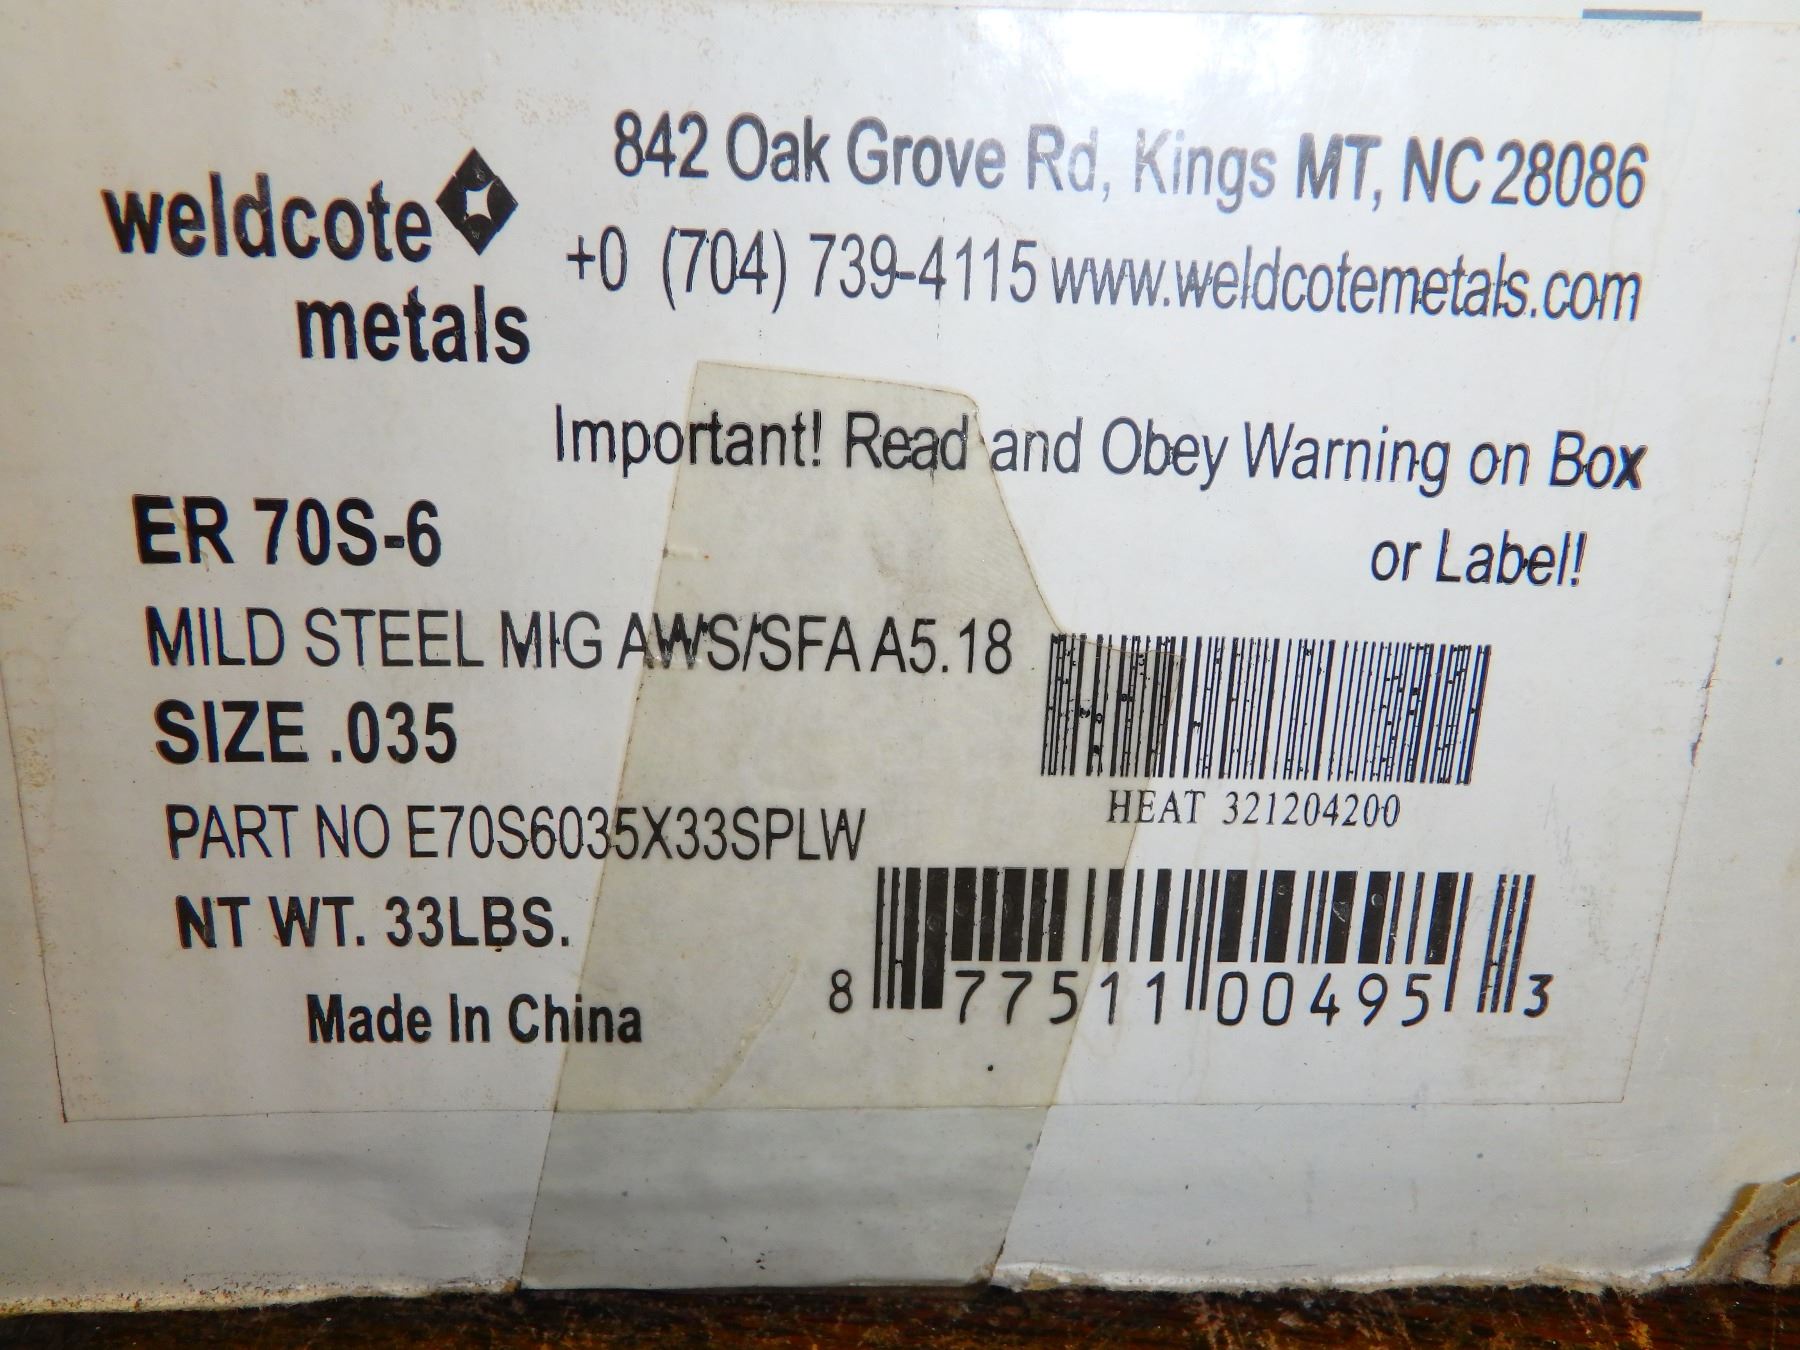 weldcote
metals
842 Oak Grove Rd, Kings MT, NC 28086
+0 (704) 739-4115 www.weldcotemetals.com
Important! Read and Obey Warning on Box
or Label!
ER 70S-6
MILD STEEL MIG AWS/SFA A5.18
SIZE .035
HEAT 321204200
PART NO E70S6035X33SPLW
NT WT. 33LBS.
8 77511 00495 3
Made In China